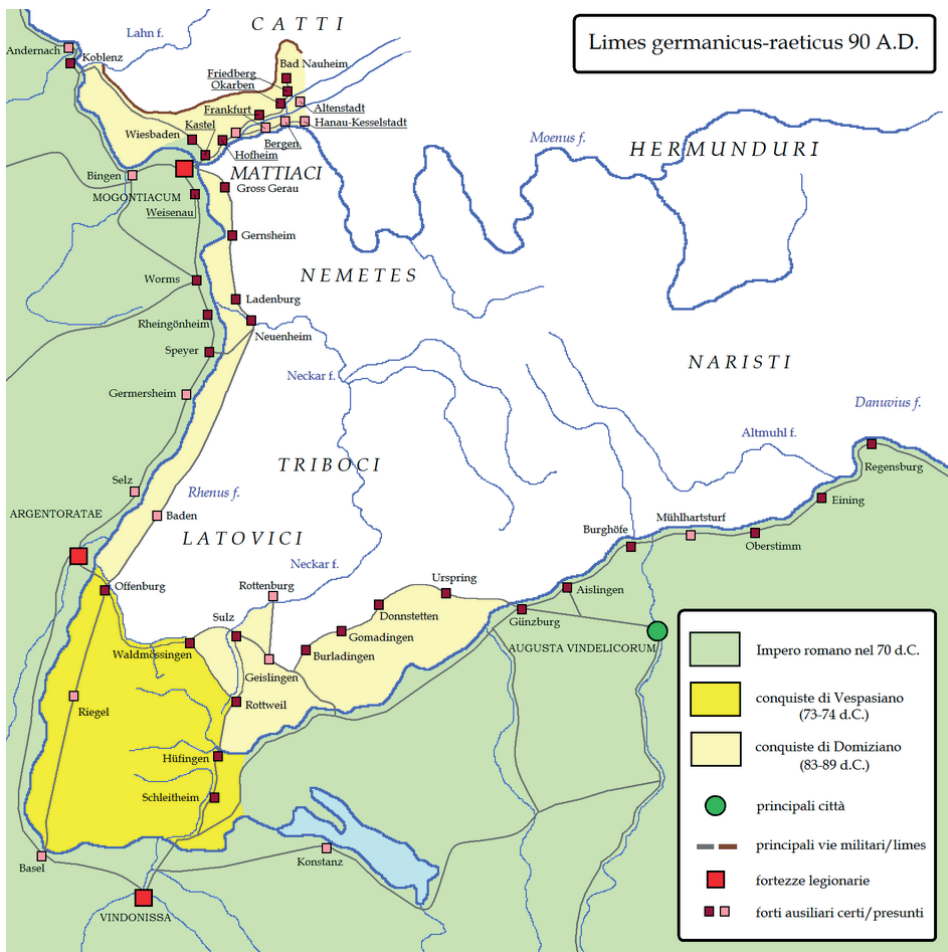 Limes germanicus-raeticus 90 A.D.
CATTI
Lahn f.
Andernach
Koblenz
Bad Nauheim
Friedberg
Okarben
Altenstadt
Frankfurt
Hanau-Kesselstadt
Kastel
Wiesbaden
Bergen
Hofheim
Moenus f.
HERMUNDURI
MATTIACI
Bingen
Gross Gerau
MOGONTIACUM
Weisenau
Gernsheim
NEMETES
Worms
Ladenburg
Rheingönheim
Neuenheim
Speyer
NARISTI
Neckar f.
Germersheim
Danuvius f.
Altmuhl f.
TRIBOCI
Regensburg
Selz
Rhenus f.
Eining
ARGENTORATAE
Baden
Mühlhartsturf
Burghöfe
LATOVICI
Oberstimm
Neckar f.
Offenburg
Rottenburg
Urspring
Aislingen
Donnstetten
Sulz
Günzburg
Gomadingen
Waldmössingen
AUGUSTA VINDELICORUM
Burladingen
Geislingen
Riegel
Rottweil
Hüfingen
Schleitheim
Basel
Konstanz
VINDONISSA
Impero romano nel 70 d.C.
conquiste di Vespasiano
(73-74 d.C.)
conquiste di Domiziano
(83-89 d.C.)
principali città
principali vie militari/limes
fortezze legionarie
forti ausiliari certi/presunti